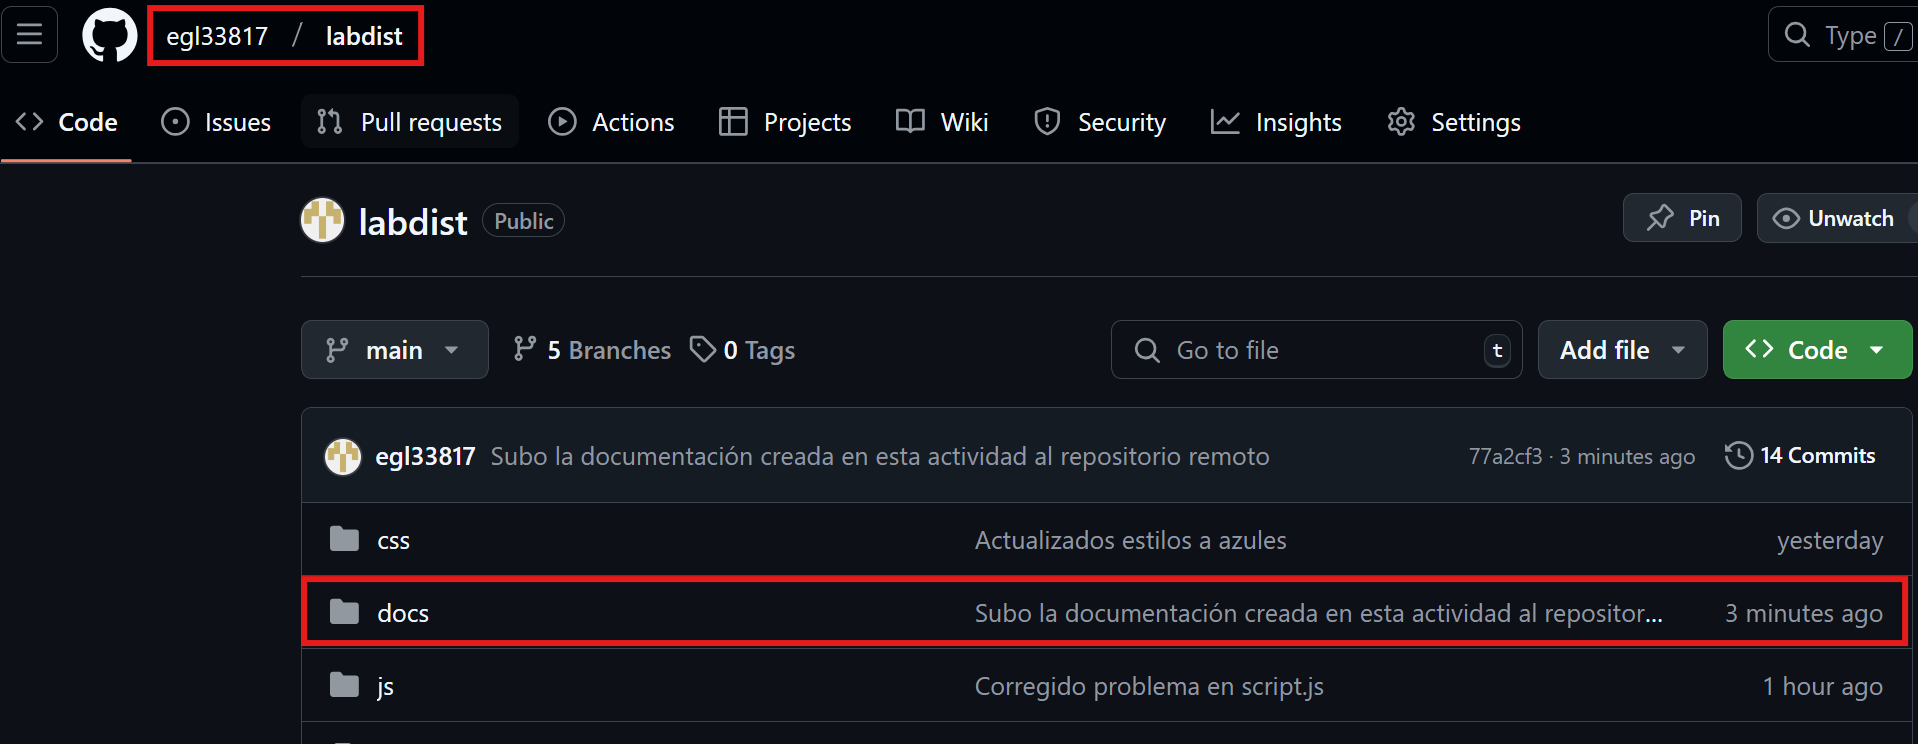 egl33817 / labdist
Type /
Code Issues Pull requests Actions Projects Wiki Security Insights Settings
labdist Public
Pin Unwatch
main 5 Branches 0 Tags Go to file t Add file Code
egl33817 Subo la documentación creada en esta actividad al repositorio remoto 77a2cf3 · 3 minutes ago 14 Commits
css Actualizados estilos a azules yesterday
docs Subo la documentación creada en esta actividad al repositor... 3 minutes ago
js Corregido problema en script.js 1 hour ago